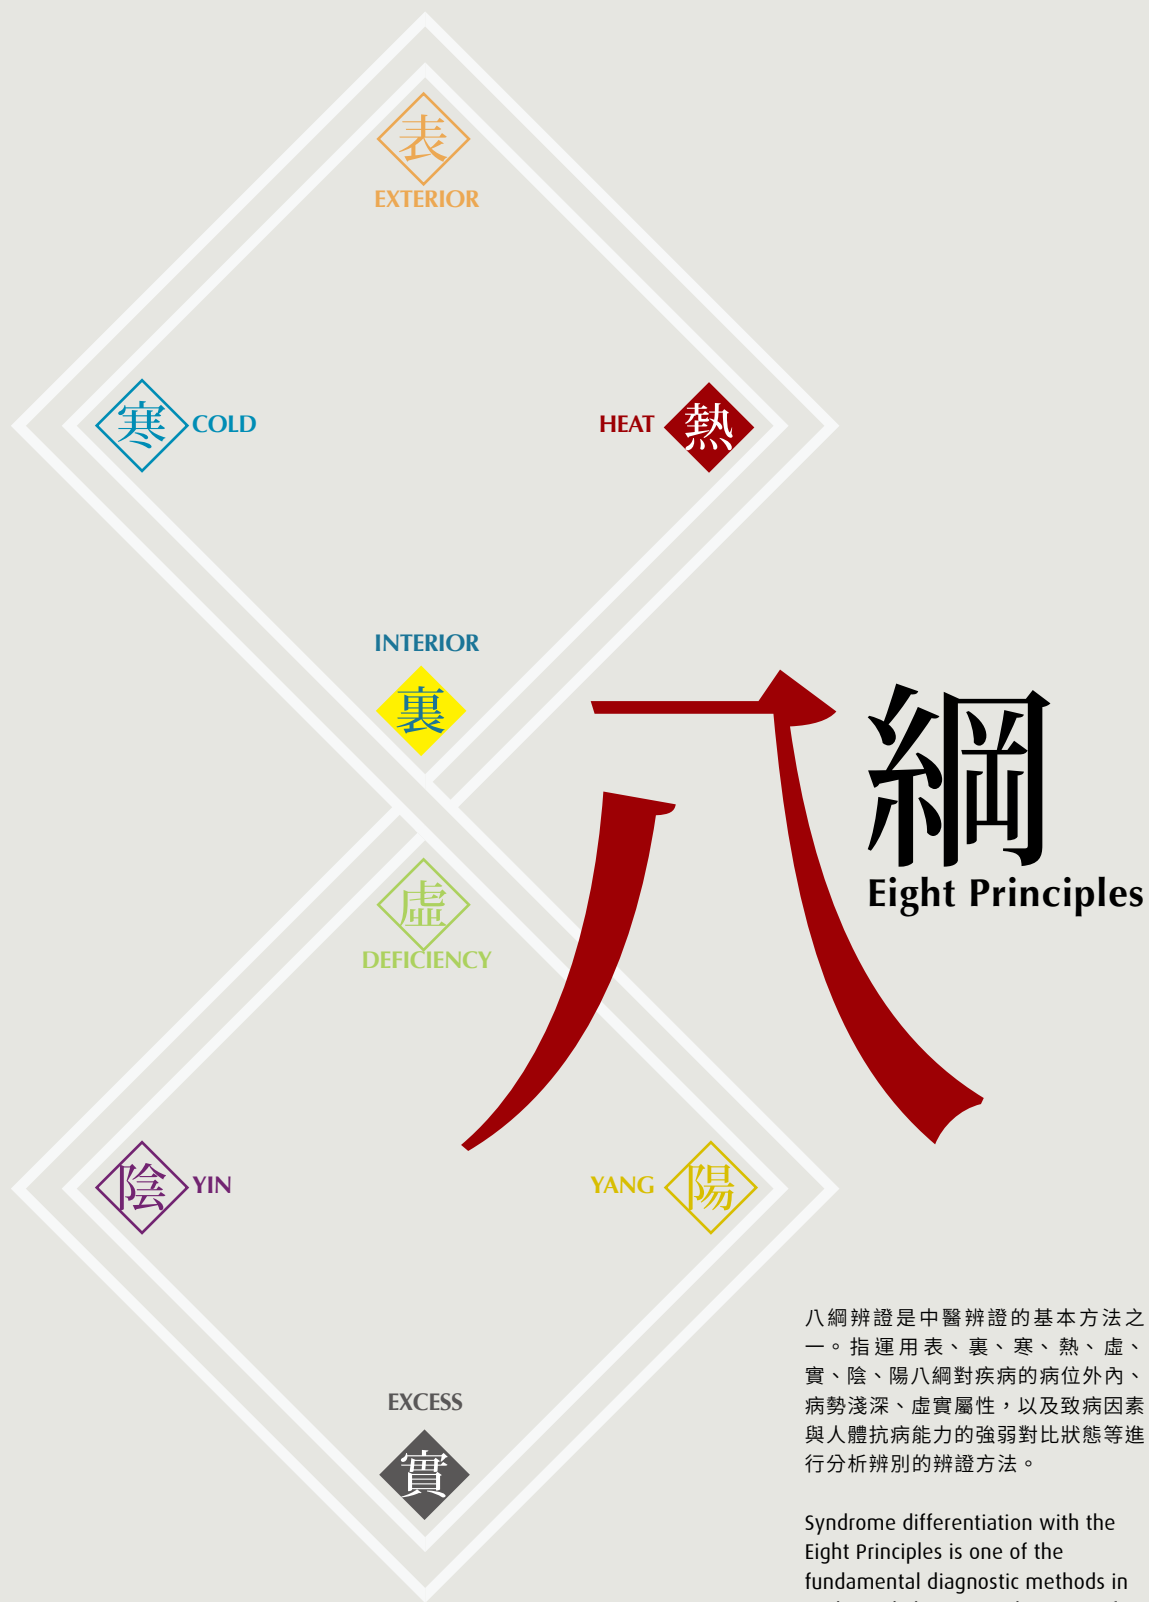 表
EXTERIOR
寒 COLD
HEAT 熱
INTERIOR
裏
八綱
Eight Principles
虛
DEFICIENCY
陰 YIN
YANG 陽
EXCESS
實
八綱辨證是中醫辨證的基本方法之
一。指運用表、裏、寒、熱、虛、
實、陰、陽八綱對疾病的病位外內、
病勢淺深、虛實屬性，以及致病因素
與人體抗病能力的強弱對比狀態等進
行分析辨別的辨證方法。
Syndrome differentiation with the
Eight Principles is one of the
fundamental diagnostic methods in